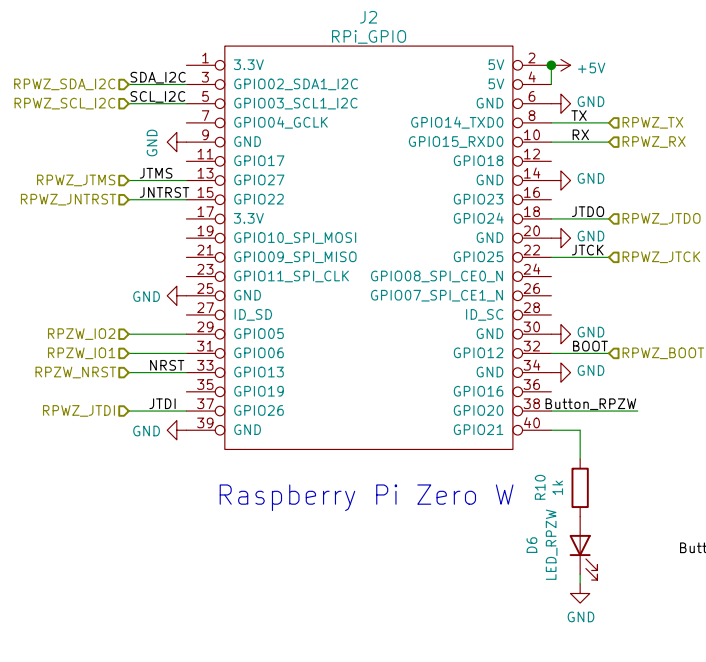 J2
RPi_GPIO
1 3.3V 5V 2 +5V
RPWZ_SDA_I2C SDA_I2C 3 GPIO02_SDA1_I2C 5V 4
RPWZ_SCL_I2C SCL_I2C 5 GPIO03_SCL1_I2C GND 6 GND
7 GPIO04_GCLK GPIO14_TXD0 8 TX RPWZ_TX
GND 9 GND GPIO15_RXD0 10 RX RPWZ_RX
11 GPIO17 GPIO18 12
RPWZ_JTMS JTMS 13 GPIO27 GND 14 GND
RPWZ_JNTRST JNTRST 15 GPIO22 GPIO23 16
17 3.3V GPIO24 18 JTDO RPWZ_JTDO
19 GPIO10_SPI_MOSI GND 20 GND
21 GPIO09_SPI_MISO GPIO25 22 JTCK RPWZ_JTCK
23 GPIO11_SPI_CLK GPIO08_SPI_CE0_N 24
GND 25 GND GPIO07_SPI_CE1_N 26
27 ID_SD ID_SC 28
RPZW_IO2 29 GPIO05 GND 30 GND
RPZW_IO1 31 GPIO06 GPIO12 32 BOOT RPWZ_BOOT
RPZW_NRST NRST 33 GPIO13 GND 34 GND
35 GPIO19 GPIO16 36
RPWZ_JTDI JTDI 37 GPIO26 GPIO20 38 Button_RPZW
GND 39 GND GPIO21 40
Raspberry Pi Zero W
R10
1k
D6
LED_RPZW
GND
Butt